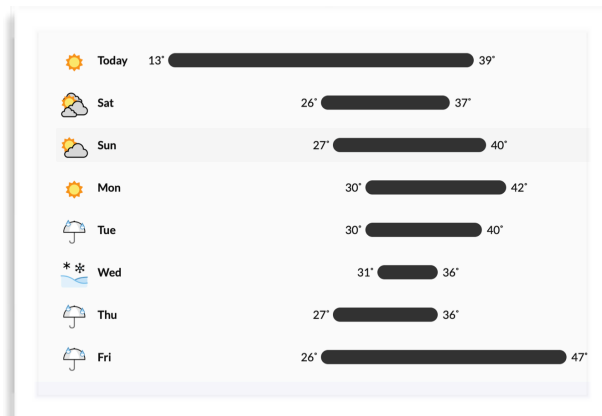 Today 13° 39°
Sat 26° 37°
Sun 27° 40°
Mon 30° 42°
Tue 30° 40°
Wed 31° 36°
Thu 27° 36°
Fri 26° 47°